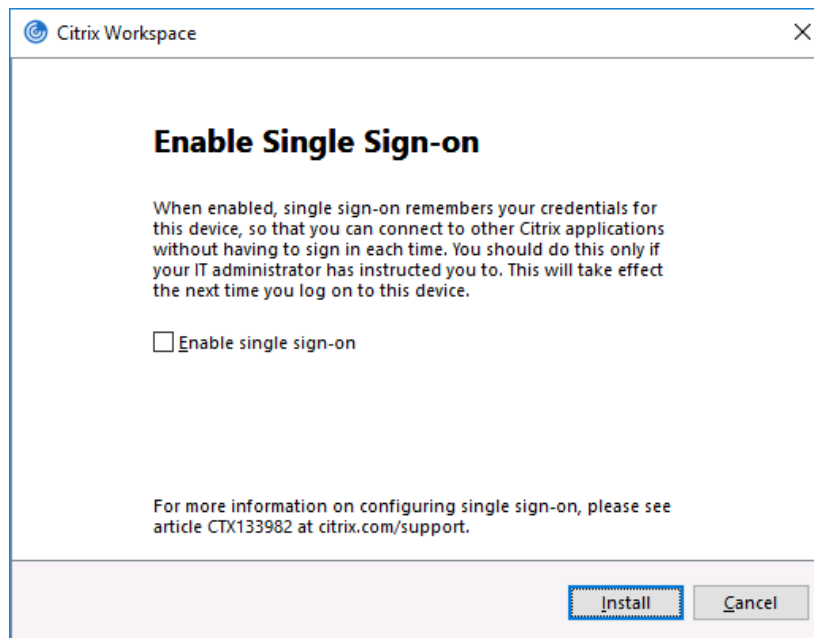 Citrix Workspace
Enable Single Sign-on
When enabled, single sign-on remembers your credentials for
this device, so that you can connect to other Citrix applications
without having to sign in each time. You should do this only if
your IT administrator has instructed you to. This will take effect
the next time you log on to this device.
Enable single sign-on
For more information on configuring single sign-on, please see
article CTX133982 at citrix.com/support.
Install Cancel